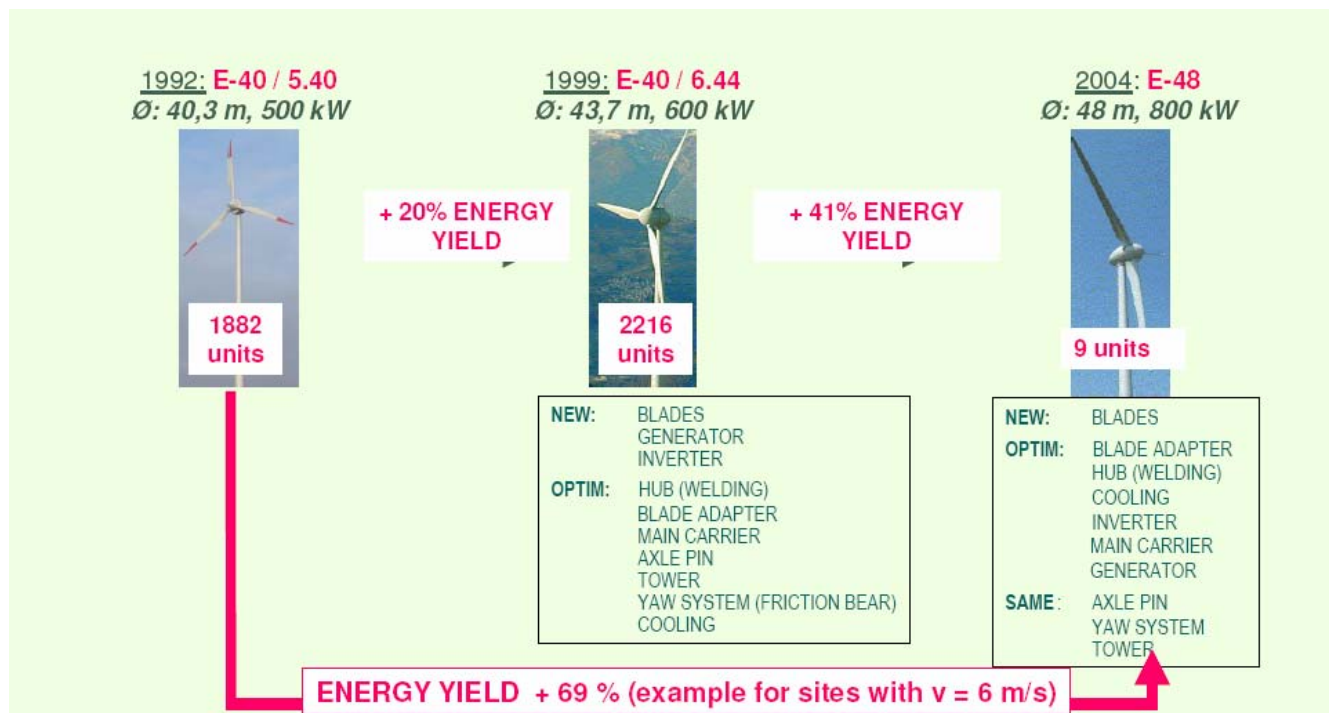 1992: E-40 / 5.40
Ø: 40,3 m, 500 kW
1999: E-40 / 6.44
Ø: 43,7 m, 600 kW
2004: E-48
Ø: 48 m, 800 kW
+ 20% ENERGY
YIELD
+ 41% ENERGY
YIELD
1882
units
2216
units
9 units
NEW: BLADES
GENERATOR
INVERTER
OPTIM: HUB (WELDING)
BLADE ADAPTER
MAIN CARRIER
AXLE PIN
TOWER
YAW SYSTEM (FRICTION BEAR)
COOLING
NEW: BLADES
OPTIM: BLADE ADAPTER
HUB (WELDING)
COOLING
INVERTER
MAIN CARRIER
GENERATOR
SAME : AXLE PIN
YAW SYSTEM
TOWER
ENERGY YIELD + 69 % (example for sites with v = 6 m/s)